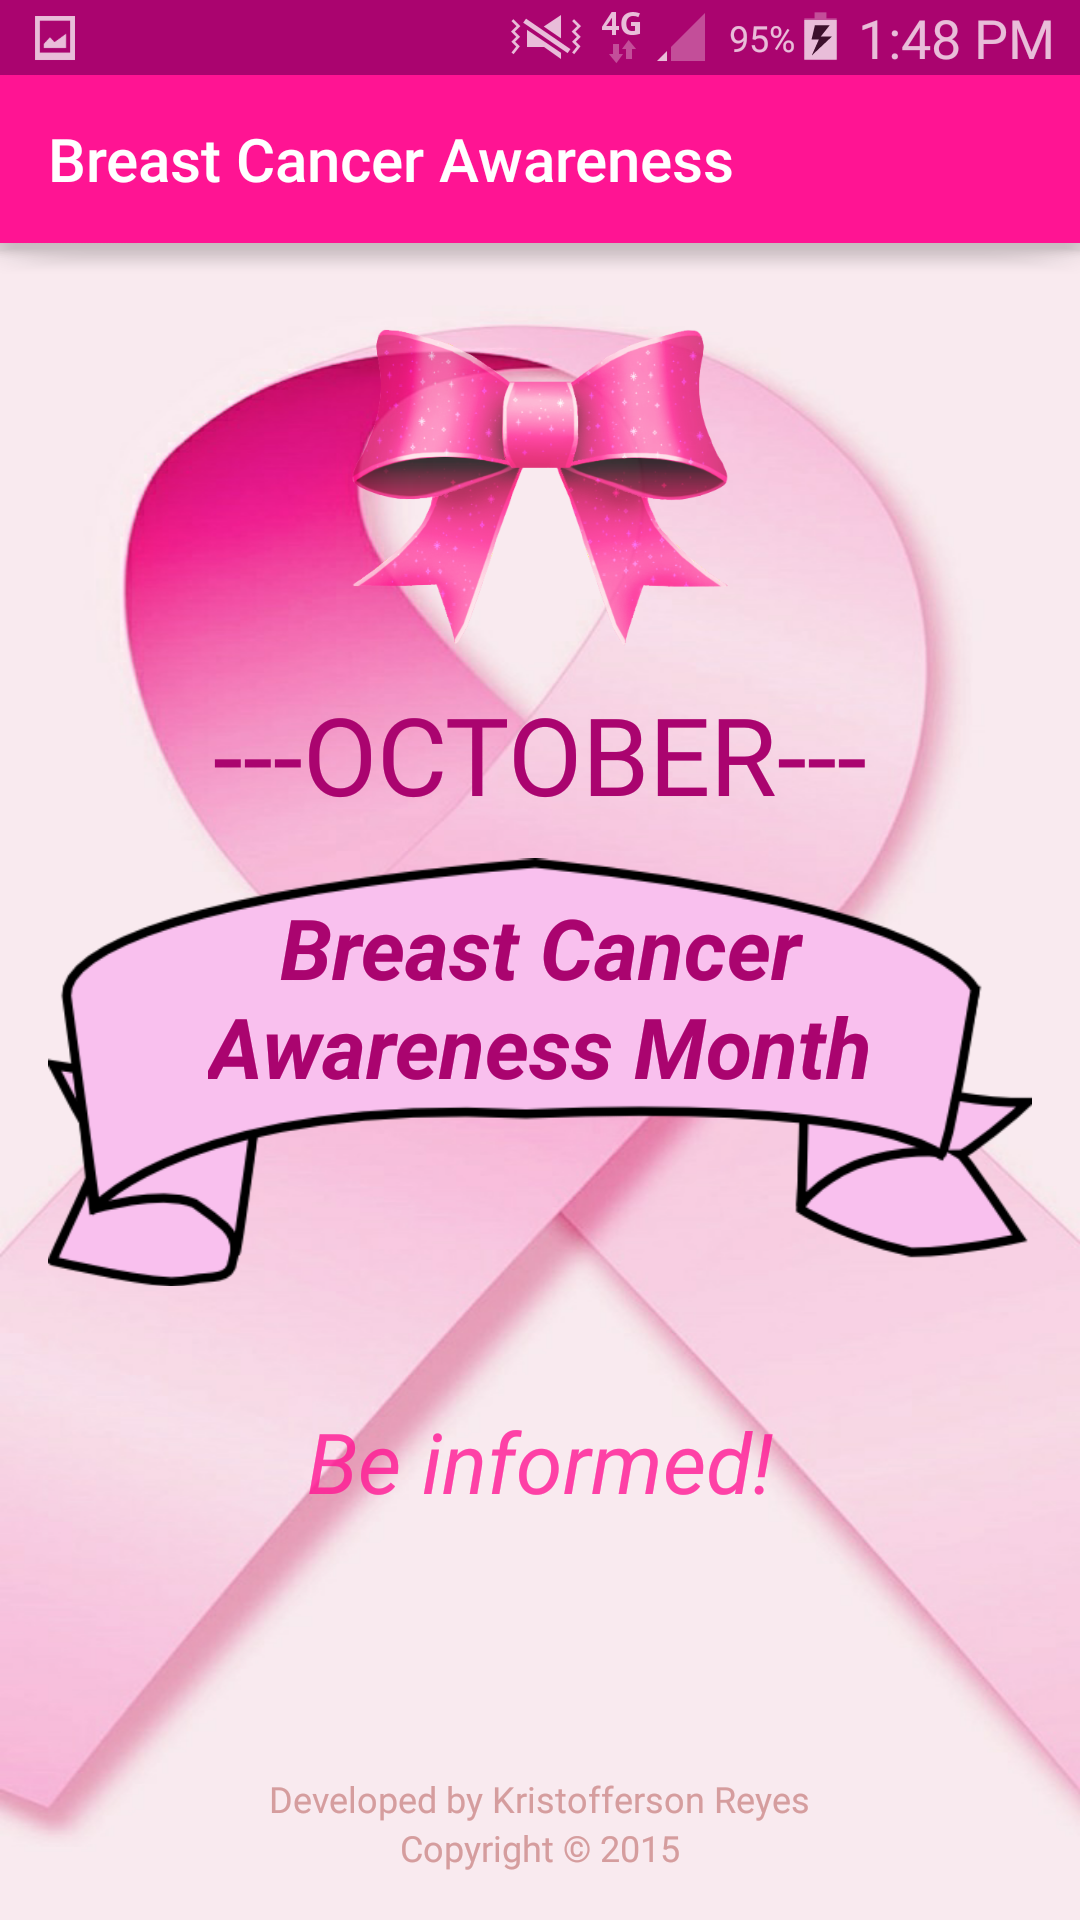 4G 95% 1:48 PM
Breast Cancer Awareness
---OCTOBER---
Breast Cancer
Awareness Month
Be informed!
Developed by Kristofferson Reyes
Copyright © 2015